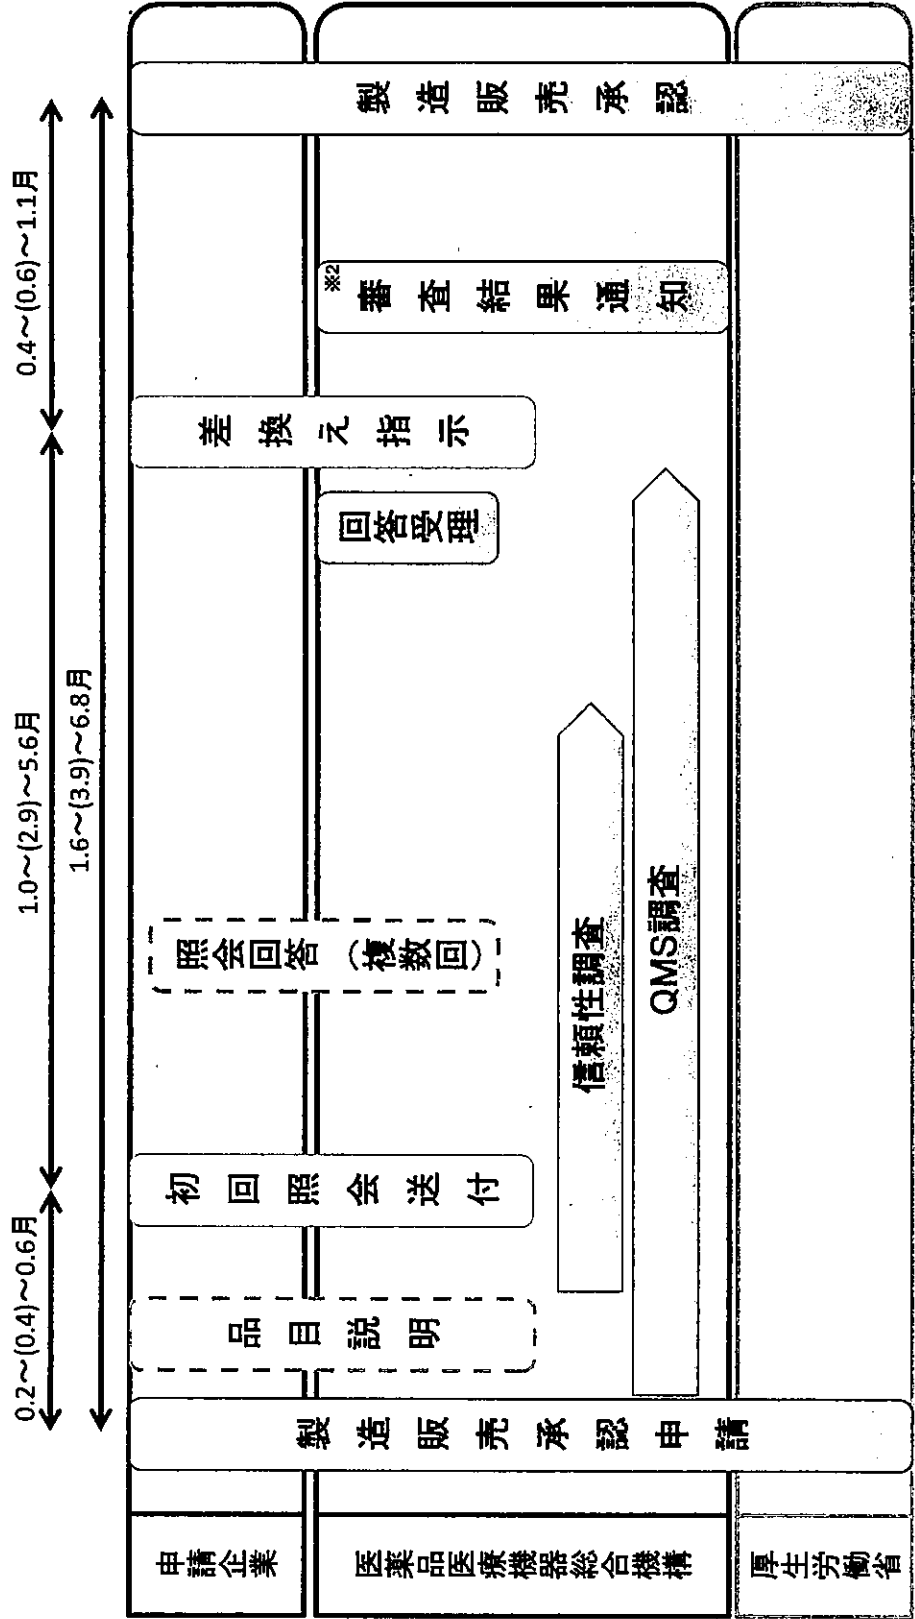 0.2～(0.4)～0.6月
1.0～(2.9)～5.6月
0.4～(0.6)～1.1月
1.6～(3.9)～6.8月
申請企業
医薬品医療機器総合機構
厚生労働省
製造販売承認申請
品目説明
初回照会送付
照会回答（複数回）
信頼性調査
QMS調査
回答受理
差換え指示
※2
審査結果通知
製造販売承認